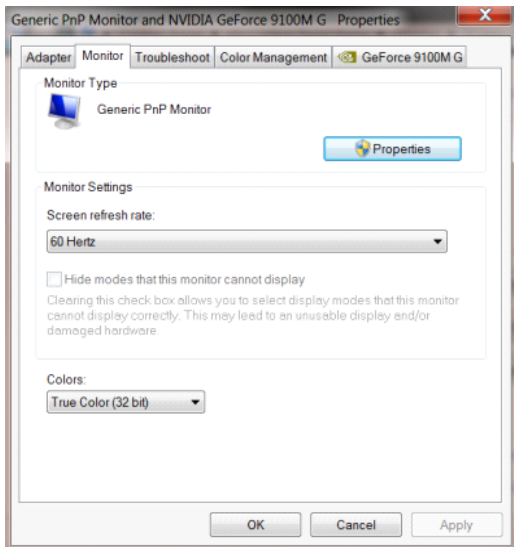 Generic PnP Monitor and NVIDIA GeForce 9100M G Properties
Adapter Monitor Troubleshoot Color Management GeForce 9100M G
Monitor Type
Generic PnP Monitor
Properties
Monitor Settings
Screen refresh rate:
60 Hertz
Hide modes that this monitor cannot display
Clearing this check box allows you to select display modes that this monitor
cannot display correctly. This may lead to an unusable display and/or
damaged hardware.
Colors:
True Color (32 bit)
OK Cancel Apply